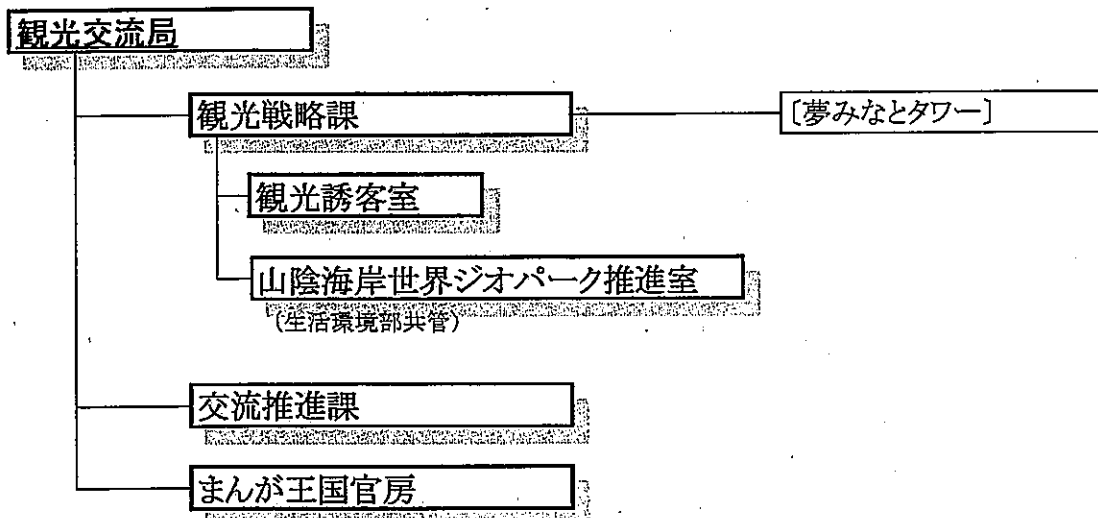 観光交流局
観光戦略課
〔夢みなとタワー〕
観光誘客室
山陰海岸世界ジオパーク推進室
(生活環境部共管)
交流推進課
まんが王国官房